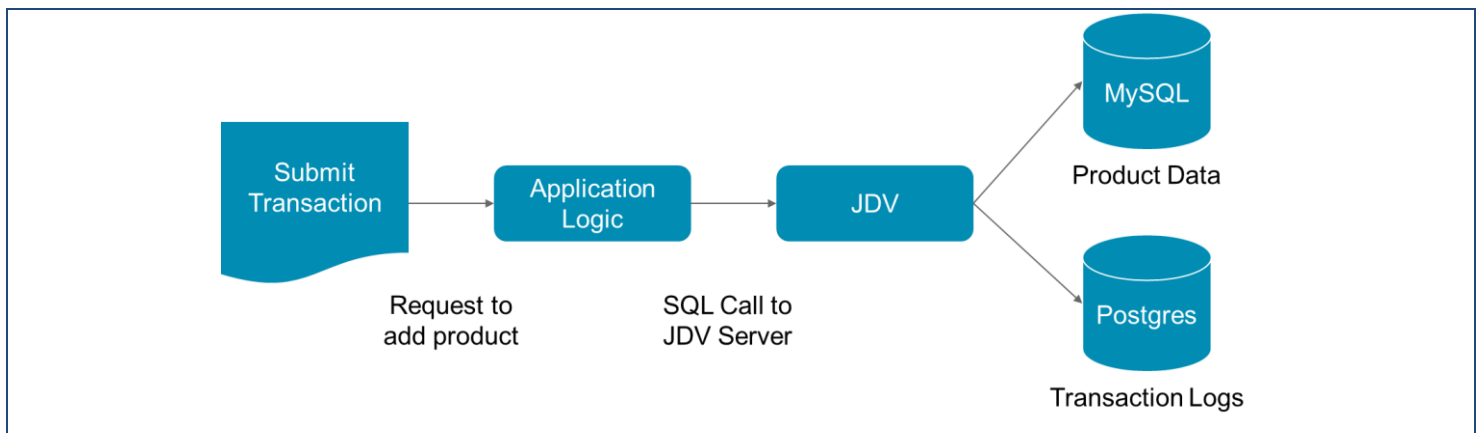 Submit
Transaction
Request to
add product
Application
Logic
SQL Call to
JDV Server
JDV
MySQL
Product Data
Postgres
Transaction Logs